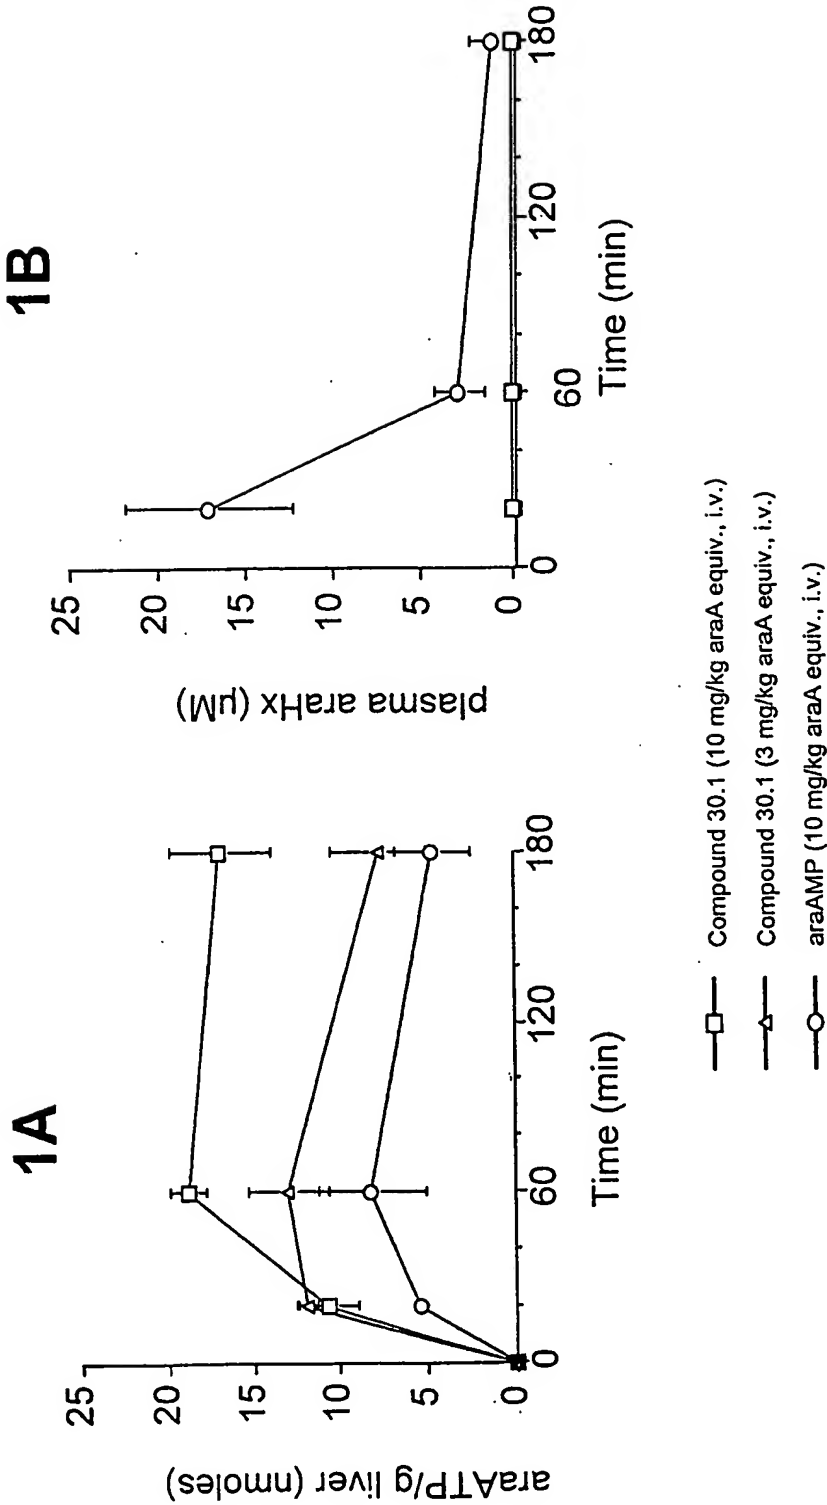 1A
araATP/g liver (nmoles)
25
20
15
10
5
0
0
60
120
180
Time (min)
1B
plasma araHx (µM)
25
20
15
10
5
0
0
60
120
180
Time (min)
Compound 30.1 (10 mg/kg araA equiv., i.v.)
Compound 30.1 (3 mg/kg araA equiv., i.v.)
araAMP (10 mg/kg araA equiv., i.v.)